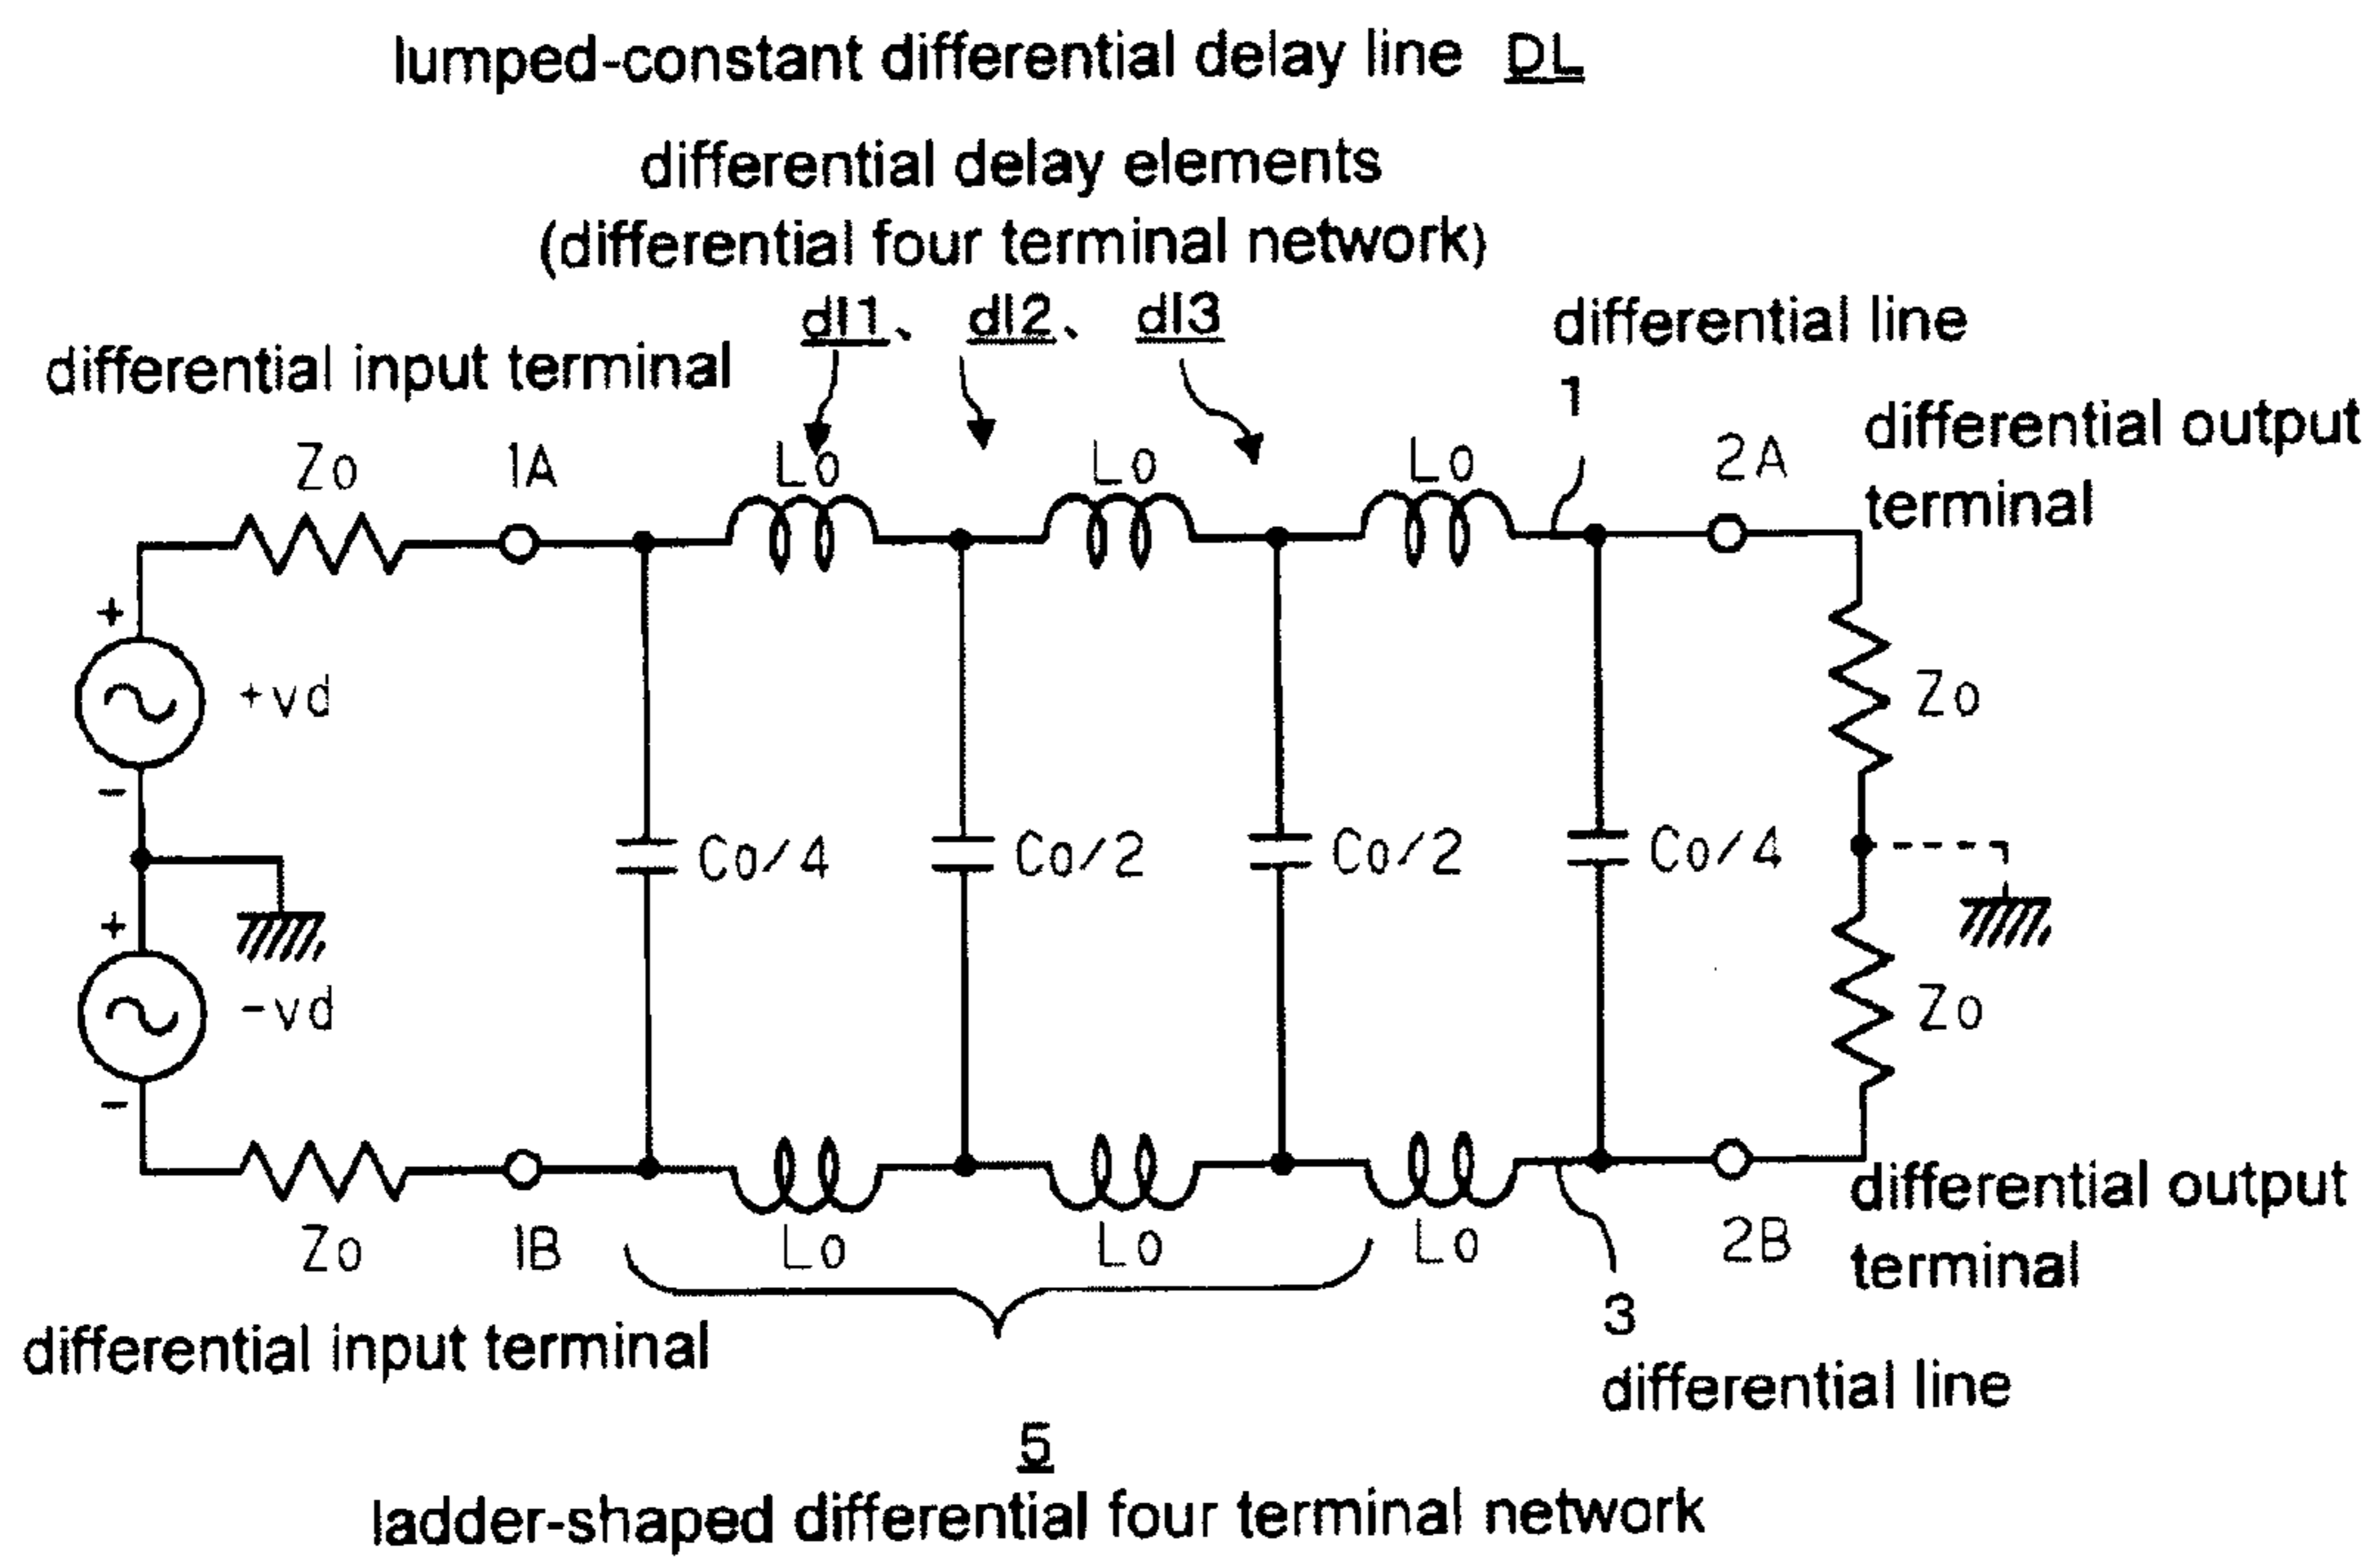 lumped-constant differential delay line DL
differential delay elements
(differential four terminal network)
dl1、 dl2、 dl3
differential line
1
differential input terminal
differential output
terminal
Zo
1A
Lo
Lo
Lo
2A
+
+vd
-
Co/4
Co/2
Co/2
Co/4
Zo
+
-vd
-
Zo
Zo
1B
Lo
Lo
Lo
2B
differential output
terminal
3
differential input terminal
differential line
5
ladder-shaped differential four terminal network